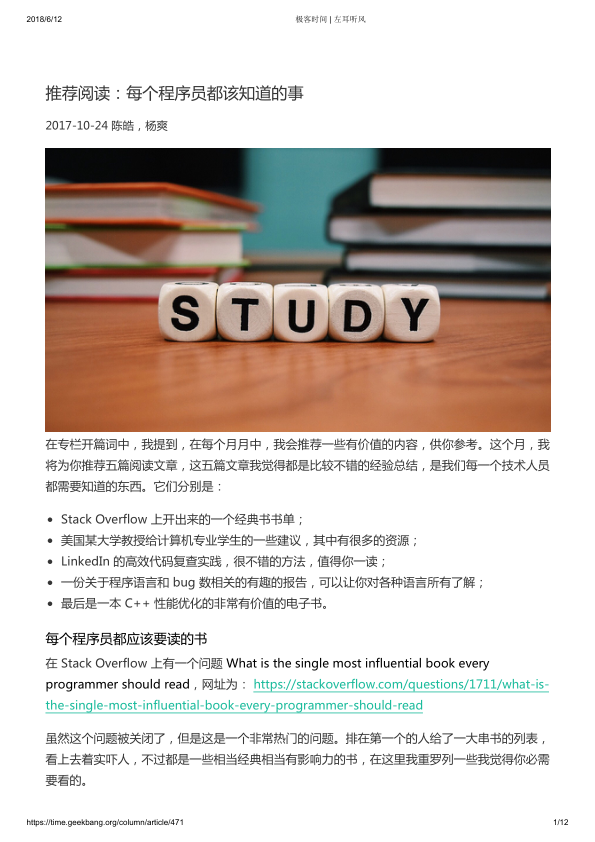 2018/6/12
极客时间 | 左耳听风
推荐阅读：每个程序员都该知道的事
2017-10-24 陈皓，杨爽
STUDY
在专栏开篇词中，我提到，在每个月月中，我会推荐一些有价值的内容，供你参考。这个月，我
将为你推荐五篇阅读文章，这五篇文章我觉得都是比较不错的经验总结，是我们每一个技术人员
都需要知道的东西。它们分别是：
Stack Overflow 上开出来的一个经典书书单；
美国某大学教授给计算机专业学生的一些建议，其中有很多的资源；
LinkedIn 的高效代码复查实践，很不错的方法，值得你一读；
一份关于程序语言和 bug 数相关的有趣的报告，可以让你对各种语言所有了解；
最后是一本 C++ 性能优化的非常有价值的电子书。
每个程序员都应该要读的书
在 Stack Overflow 上有一个问题 What is the single most influential book every
programmer should read，网址为： https://stackoverflow.com/questions/1711/what-is-
the-single-most-influential-book-every-programmer-should-read
虽然这个问题被关闭了，但是这是一个非常热门的问题。排在第一个的人给了一大串书的列表，
看上去着实吓人，不过都是一些相当经典相当有影响力的书，在这里我重罗列一些我觉得你必需
要看的。
https://time.geekbang.org/column/article/471
1/12